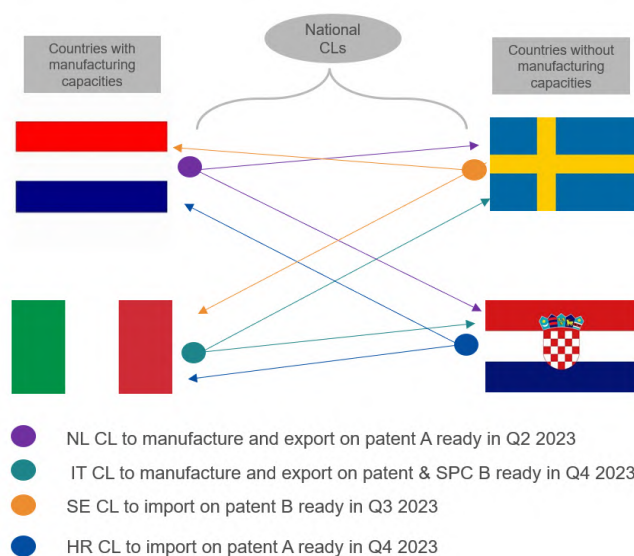 National
CLs
Countries with
manufacturing
capacities
Countries without
manufacturing
capacities
NL CL to manufacture and export on patent A ready in Q2 2023
IT CL to manufacture and export on patent & SPC B ready in Q4 2023
SE CL to import on patent B ready in Q3 2023
HR CL to import on patent A ready in Q4 2023